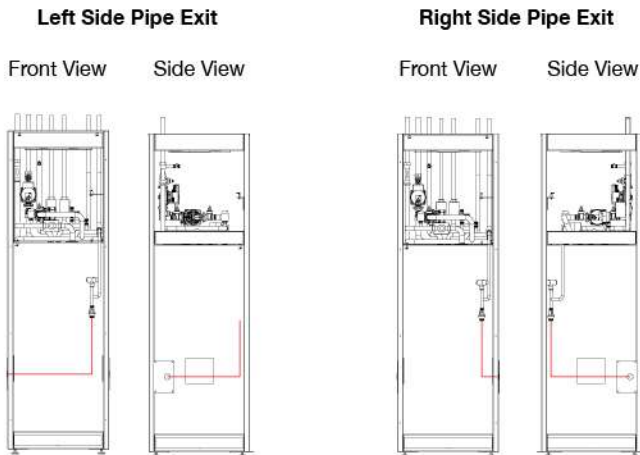 Left Side Pipe Exit
Right Side Pipe Exit
Front View
Side View
Front View
Side View